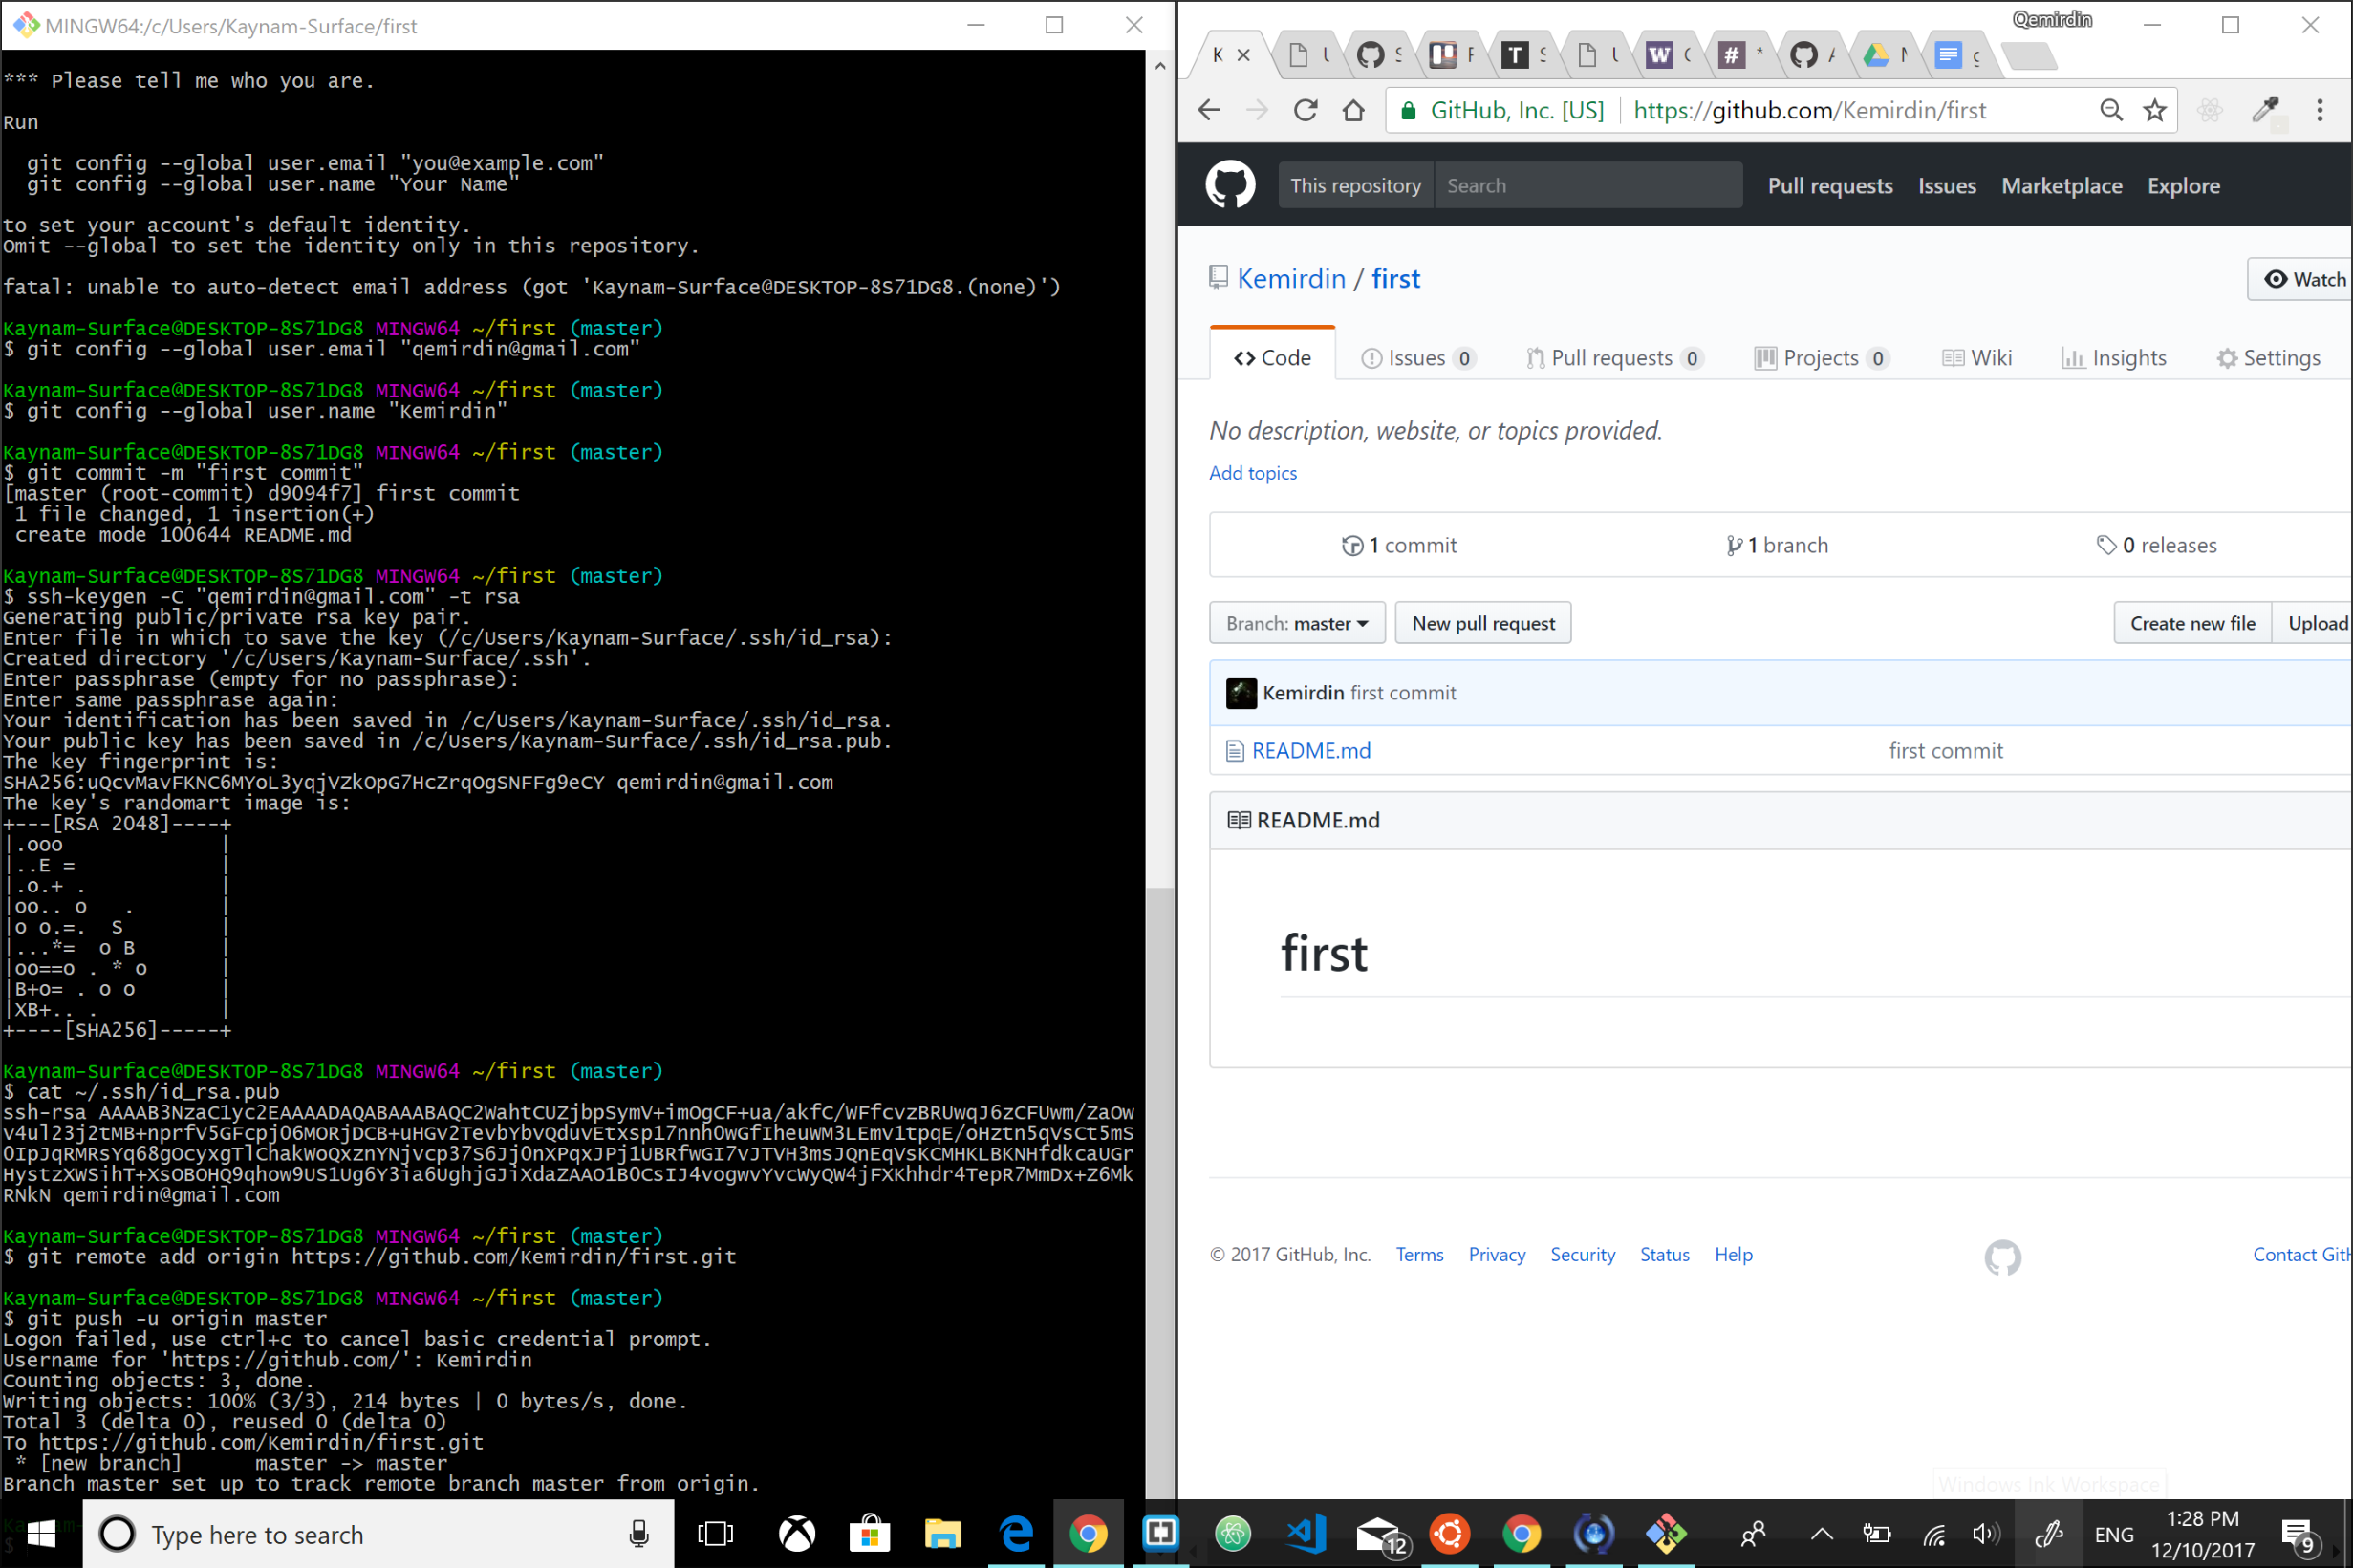 MINGW64:/c/Users/Kaynam-Surface/first
*** Please tell me who you are.
Run
git config --global user.email "you@example.com"
git config --global user.name "Your Name"
to set your account's default identity.
Omit --global to set the identity only in this repository.
fatal: unable to auto-detect email address (got 'Kaynam-Surface@DESKTOP-8S71DG8.(none)')
Kaynam-Surface@DESKTOP-8S71DG8 MINGW64 ~/first (master)
$ git config --global user.email "qemirdin@gmail.com"
Kaynam-Surface@DESKTOP-8S71DG8 MINGW64 ~/first (master)
$ git config --global user.name "Kemirdin"
Kaynam-Surface@DESKTOP-8S71DG8 MINGW64 ~/first (master)
$ git commit -m "first commit"
[master (root-commit) d9094f7] first commit
1 file changed, 1 insertion(+)
create mode 100644 README.md
Kaynam-Surface@DESKTOP-8S71DG8 MINGW64 ~/first (master)
$ ssh-keygen -C "qemirdin@gmail.com" -t rsa
Generating public/private rsa key pair.
Enter file in which to save the key (/c/Users/Kaynam-Surface/.ssh/id_rsa):
Created directory '/c/Users/Kaynam-Surface/.ssh'.
Enter passphrase (empty for no passphrase):
Enter same passphrase again:
Your identification has been saved in /c/Users/Kaynam-Surface/.ssh/id_rsa.
Your public key has been saved in /c/Users/Kaynam-Surface/.ssh/id_rsa.pub.
The key fingerprint is:
SHA256:uQcvMavFKNC6MYoL3yqjVZkOpG7HcZrqOgSNFFg9eCY qemirdin@gmail.com
The key's randomart image is:
+---[RSA 2048]----+
|.ooo             |
|..E =            |
|.o.+ .           |
|oo.. o   .       |
|o o.=.  S        |
|...*=  o B       |
|oo==o . * o      |
|B+o= . o o       |
|XB+.. .          |
+----[SHA256]-----+
Kaynam-Surface@DESKTOP-8S71DG8 MINGW64 ~/first (master)
$ cat ~/.ssh/id_rsa.pub
ssh-rsa AAAAB3NzaC1yc2EAAAADAQABAAABAQC2WahtCUZjbpSymV+imOgCF+ua/akfC/WFfcvzBRUwqJ6zCFUwm/ZaOw
v4ul23j2tMB+nprfV5GFcpjO6MORjDCB+uHGv2TevbYbvQduvEtxsp17nnhOwGfIheuWM3LEmv1tpqE/oHztn5qVsCt5mS
OIpJqRMRsYq68gOcyxgTlChakWoQxznYNjvcp37S6JjOnXPqxJPj1UBRfwGI7vJTVH3msJQnEqVsKCMHKLBKNHfdkcaUGr
HystzXWSihT+XsOBOHQ9qhow9US1Ug6Y3ia6UghjGJiXdaZAAO1B0CsIJ4vogwvYvcWyQW4jFXKhhdr4TepR7MmDx+Z6Mk
RNkN qemirdin@gmail.com
Kaynam-Surface@DESKTOP-8S71DG8 MINGW64 ~/first (master)
$ git remote add origin https://github.com/Kemirdin/first.git
Kaynam-Surface@DESKTOP-8S71DG8 MINGW64 ~/first (master)
$ git push -u origin master
Logon failed, use ctrl+c to cancel basic credential prompt.
Username for 'https://github.com/': Kemirdin
Counting objects: 3, done.
Writing objects: 100% (3/3), 214 bytes | 0 bytes/s, done.
Total 3 (delta 0), reused 0 (delta 0)
To https://github.com/Kemirdin/first.git
* [new branch]      master -> master
Branch master set up to track remote branch master from origin.
Qemirdin
GitHub, Inc. [US] https://github.com/Kemirdin/first
This repository Search Pull requests Issues Marketplace Explore
Kemirdin / first Watch
Code Issues 0 Pull requests 0 Projects 0 Wiki Insights Settings
No description, website, or topics provided.
Add topics
1 commit 1 branch 0 releases
Branch: master New pull request Create new file Upload
Kemirdin first commit
README.md first commit
README.md
first
© 2017 GitHub, Inc. Terms Privacy Security Status Help Contact GitH
Windows Ink Workspace
Type here to search 12 ENG 1:28 PM 12/10/2017 9